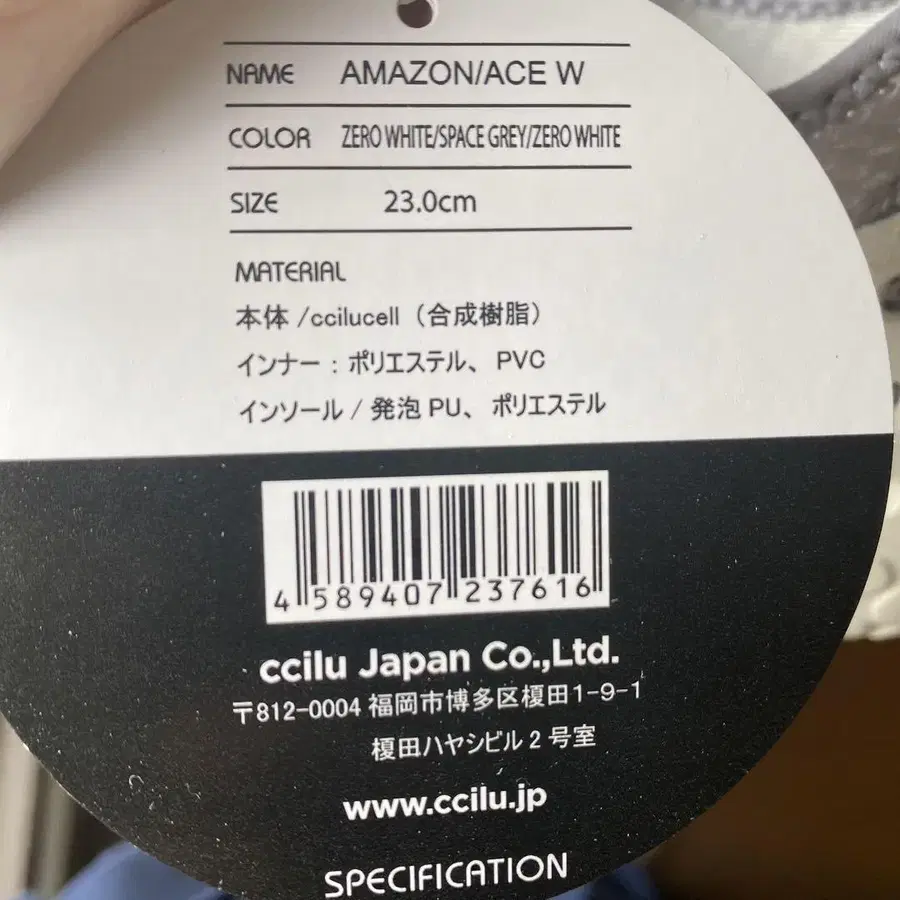 NAME AMAZON/ACE W
COLOR ZERO WHITE/SPACE GREY/ZERO WHITE
SIZE 23.0cm
MATERIAL
本体/ccilucell（合成樹脂）
インナー：ポリエステル、PVC
インソール/発泡PU、ポリエステル
4 589407 237616
ccilu Japan Co.,Ltd.
〒812-0004 福岡市博多区榎田1-9-1
榎田ハヤシビル2号室
www.ccilu.jp
SPECIFICATION